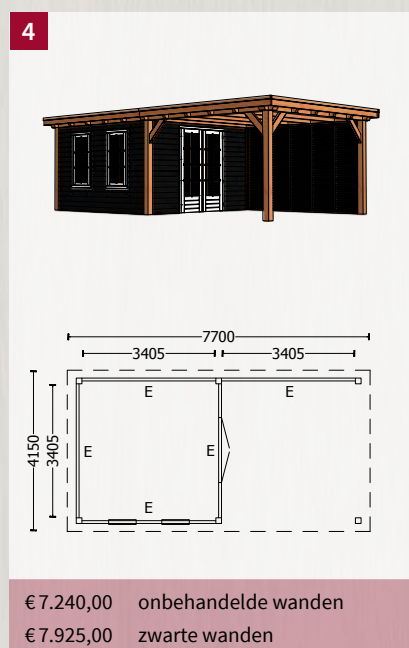 4
7700
3405 3405
E E
4150 3405 E E
E
€ 7.240,00 onbehandelde wanden
€ 7.925,00 zwarte wanden